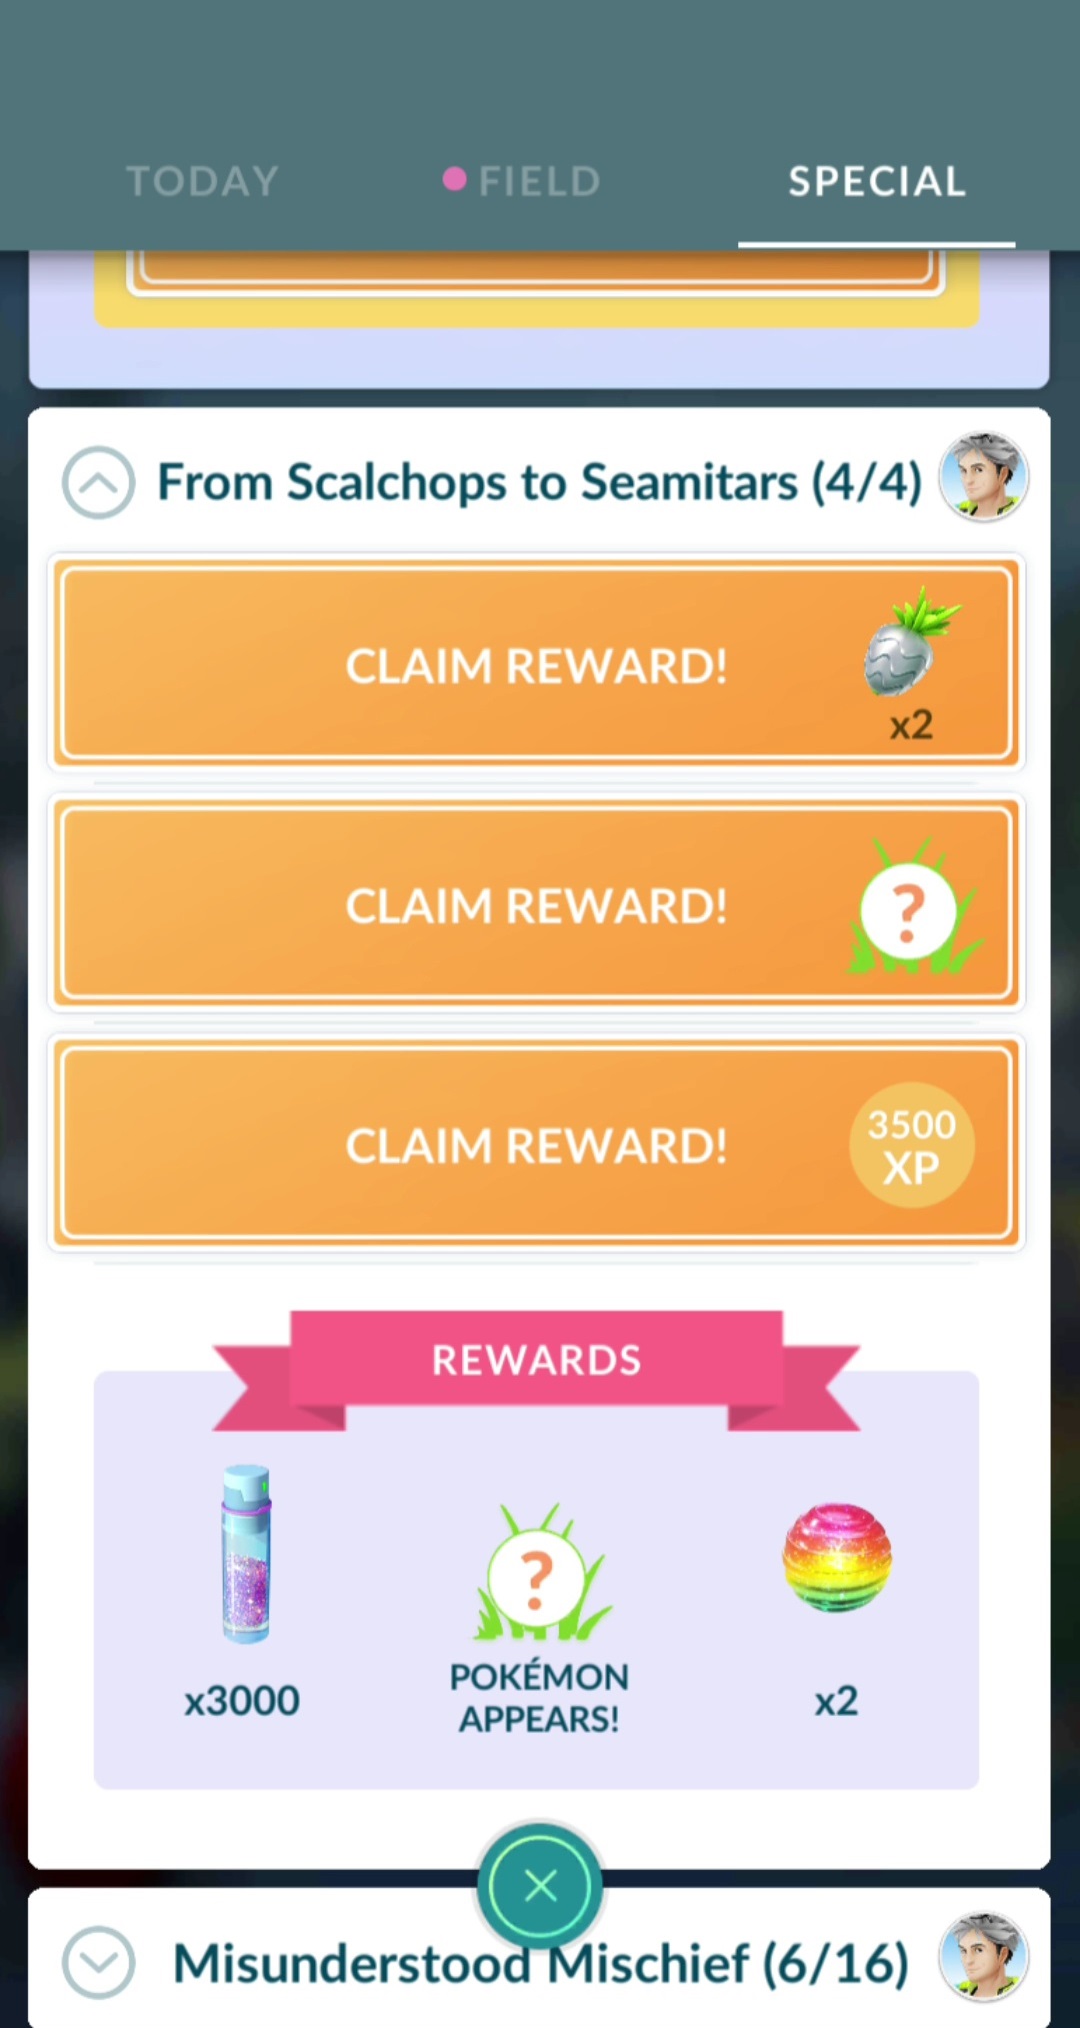 TODAY
FIELD
SPECIAL
From Scalchops to Seamitars (4/4)
CLAIM REWARD!
x2
CLAIM REWARD!
?
CLAIM REWARD!
3500
XP
REWARDS
?
x3000
POKÉMON
APPEARS!
x2
Misunderstood Mischief (6/16)